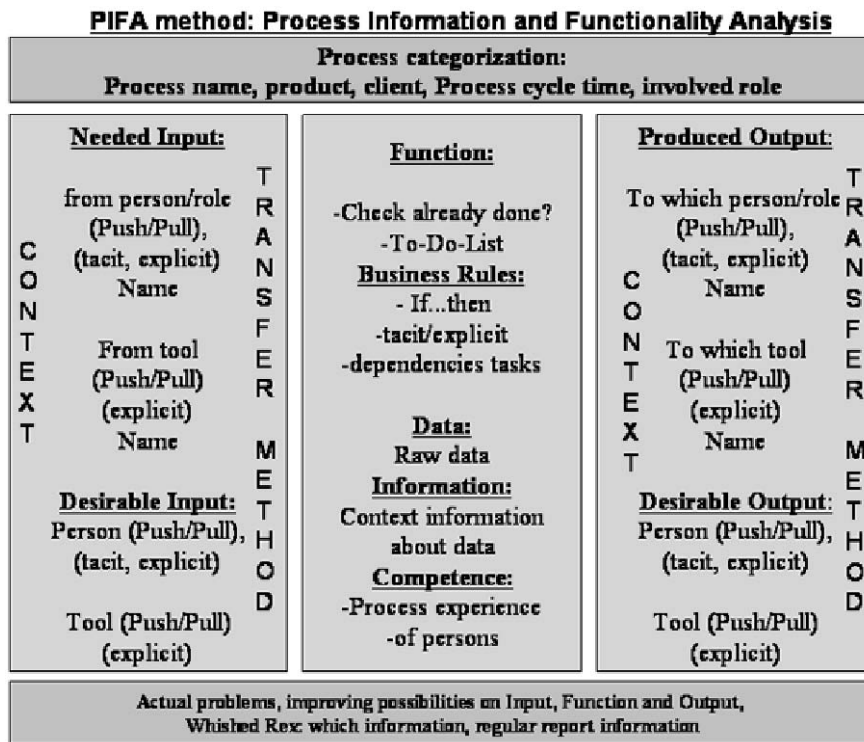 PIFA method: Process Information and Functionality Analysis
Process categorization:
Process name, product, client, Process cycle time, involved role
Needed Input:
from person/role
(Push/Pull),
(tacit, explicit)
Name
From tool
(Push/Pull)
(explicit)
Name
Desirable Input:
Person (Push/Pull),
(tacit, explicit)
Tool (Push/Pull)
(explicit)
CONTEXT
TRANSFER METHOD
Function:
-Check already done?
-To-Do-List
Business Rules:
- If...then
-tacit/explicit
-dependencies tasks
Data:
Raw data
Information:
Context information
about data
Competence:
-Process experience
-of persons
Produced Output:
To which person/role
(Push/Pull),
(tacit, explicit)
Name
To which tool
(Push/Pull)
(explicit)
Name
Desirable Output:
Person (Push/Pull),
(tacit, explicit)
Tool (Push/Pull)
(explicit)
CONTEXT
TRANSFER METHOD
Actual problems, improving possibilities on Input, Function and Output,
Whished Rex: which information, regular report information